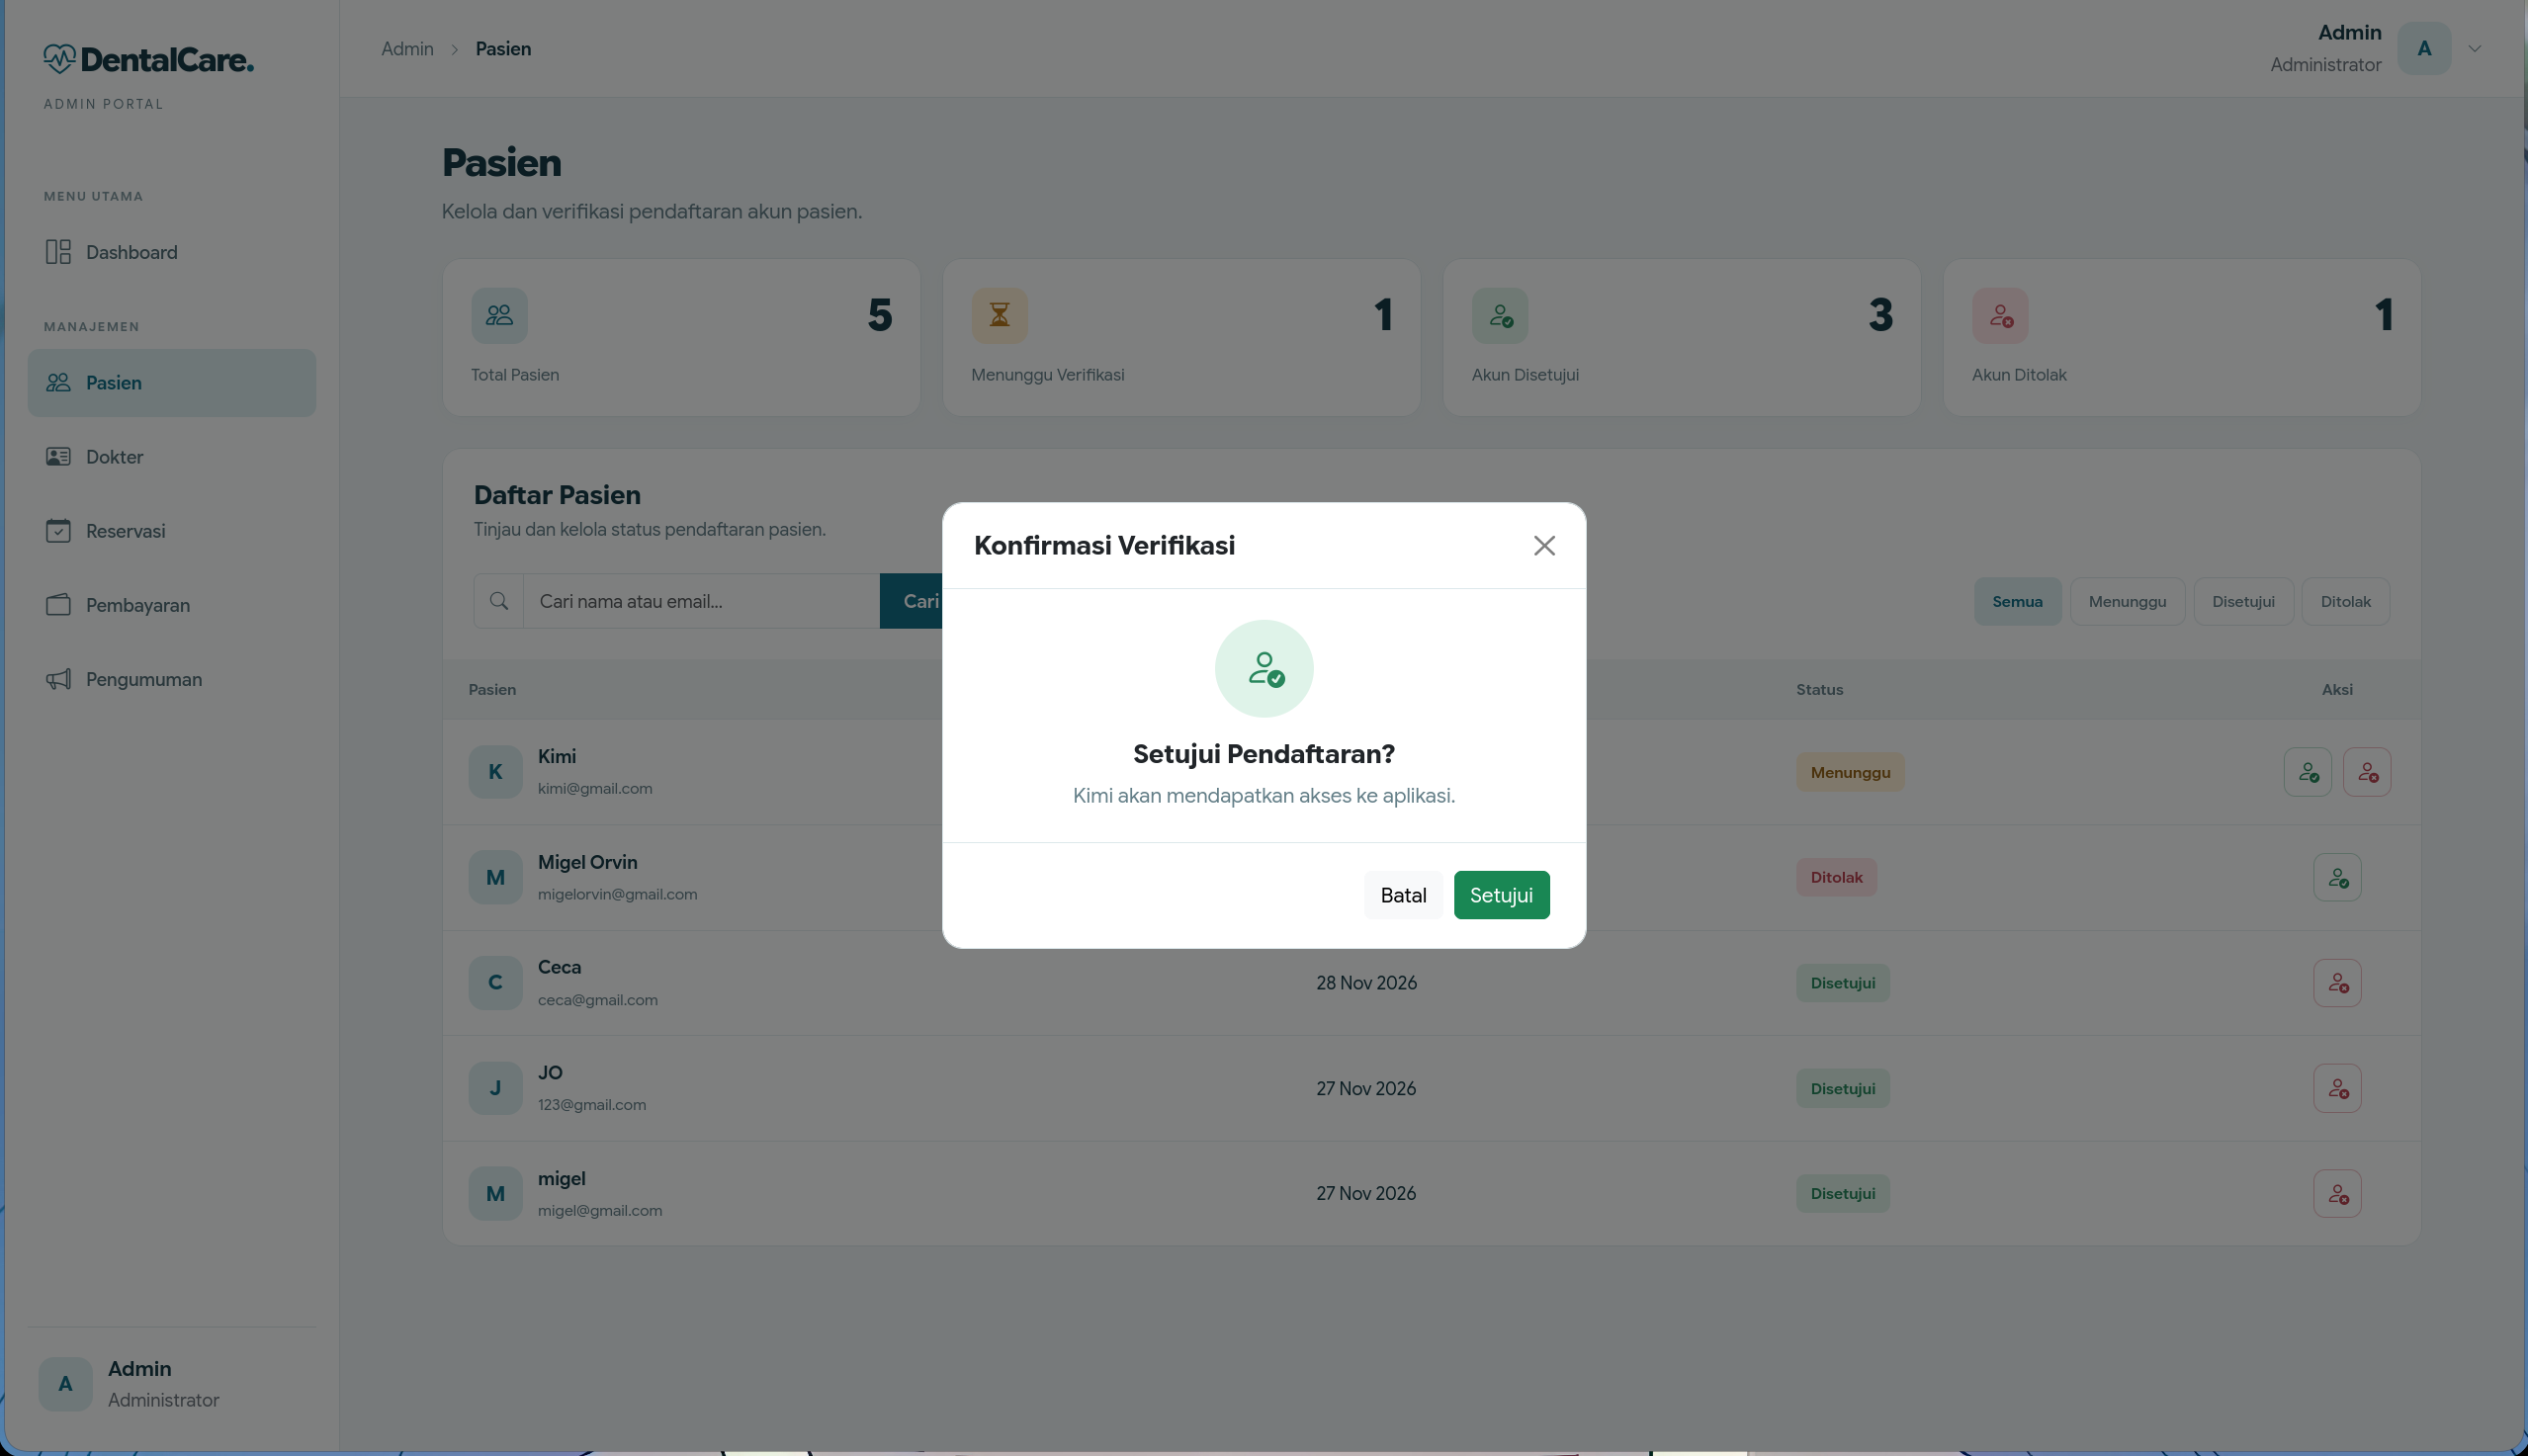 DentalCare.
ADMIN PORTAL
MENU UTAMA
Dashboard
MANAJEMEN
Pasien
Dokter
Reservasi
Pembayaran
Pengumuman
A
Admin
Administrator
Admin > Pasien
Admin
Administrator
A
Pasien
Kelola dan verifikasi pendaftaran akun pasien.
5
Total Pasien
1
Menunggu Verifikasi
3
Akun Disetujui
1
Akun Ditolak
Daftar Pasien
Tinjau dan kelola status pendaftaran pasien.
Cari nama atau email...
Cari
Semua
Menunggu
Disetujui
Ditolak
Pasien
Status
Aksi
K
Kimi
kimi@gmail.com
Menunggu
M
Migel Orvin
migelorvin@gmail.com
Ditolak
C
Ceca
ceca@gmail.com
28 Nov 2026
Disetujui
J
JO
123@gmail.com
27 Nov 2026
Disetujui
M
migel
migel@gmail.com
27 Nov 2026
Disetujui
Konfirmasi Verifikasi
Setujui Pendaftaran?
Kimi akan mendapatkan akses ke aplikasi.
Batal
Setujui